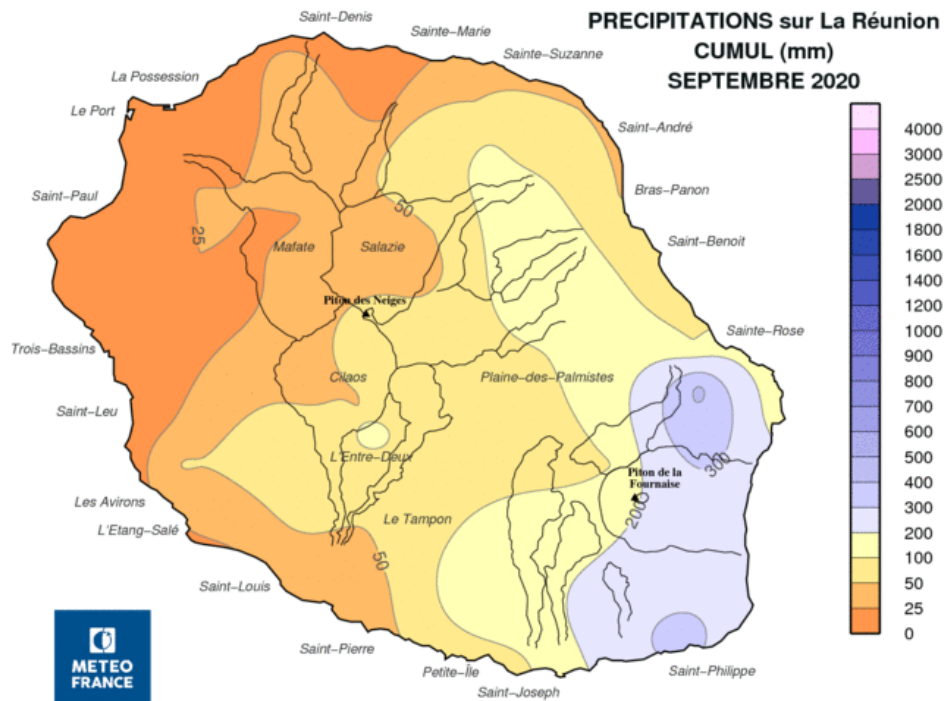 PRECIPITATIONS sur La Réunion
CUMUL (mm)
SEPTEMBRE 2020
Saint-Denis
Sainte-Marie
Sainte-Suzanne
La Possession
Le Port
Saint-André
Saint-Paul
Bras-Panon
Saint-Benoit
50
25
Mafate
Salazie
Piton des Neiges
Sainte-Rose
Trois-Bassins
Cilaos
Plaine-des-Palmistes
Saint-Leu
L'Entre-Deux
300
Piton de la
Fournaise
200
Les Avirons
L'Etang-Salé
Le Tampon
50
Saint-Louis
Saint-Pierre
Petite-Île
Saint-Joseph
Saint-Philippe
4000
3000
2500
2000
1800
1600
1400
1200
1000
900
800
700
600
500
400
300
200
100
50
25
0
METEO
FRANCE